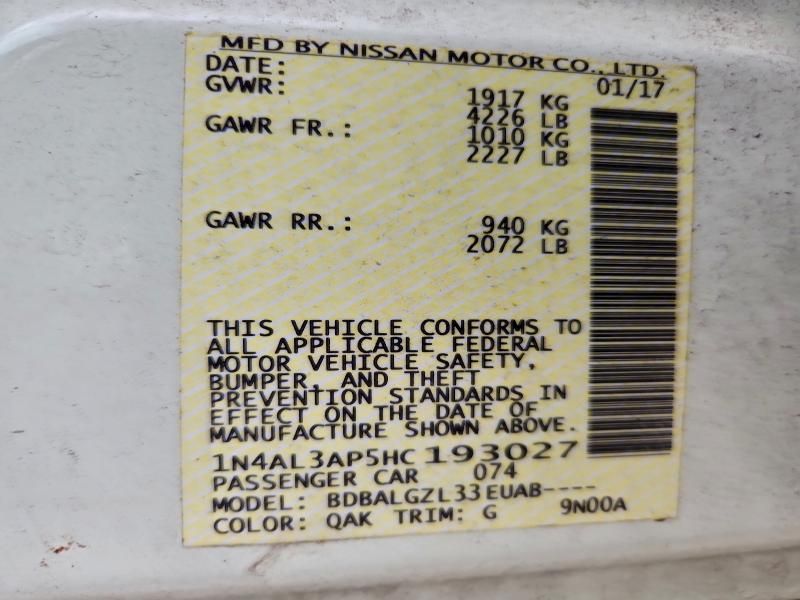 MFD BY NISSAN MOTOR CO., LTD.
DATE: 01/17
GVWR: 1917 KG
4226 LB
GAWR FR.: 1010 KG
2227 LB
GAWR RR.: 940 KG
2072 LB
THIS VEHICLE CONFORMS TO
ALL APPLICABLE FEDERAL
MOTOR VEHICLE SAFETY,
BUMPER, AND THEFT
PREVENTION STANDARDS IN
EFFECT ON THE DATE OF
MANUFACTURE SHOWN ABOVE.
1N4AL3AP5HC193027
PASSENGER CAR 074
MODEL: BDBALGZL33EUAB----
COLOR: QAK TRIM: G 9N00A